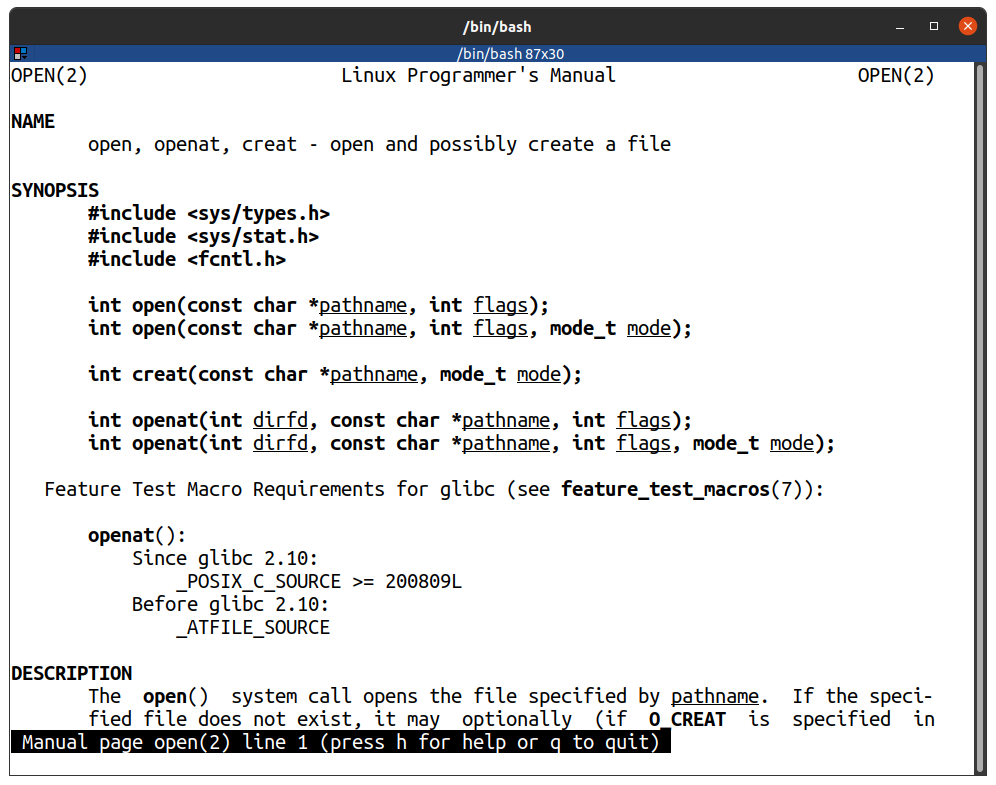 /bin/bash
/bin/bash 87x30
OPEN(2) Linux Programmer's Manual OPEN(2)
NAME
open, openat, creat - open and possibly create a file
SYNOPSIS
#include <sys/types.h>
#include <sys/stat.h>
#include <fcntl.h>
int open(const char *pathname, int flags);
int open(const char *pathname, int flags, mode_t mode);
int creat(const char *pathname, mode_t mode);
int openat(int dirfd, const char *pathname, int flags);
int openat(int dirfd, const char *pathname, int flags, mode_t mode);
Feature Test Macro Requirements for glibc (see feature_test_macros(7)):
openat():
Since glibc 2.10:
_POSIX_C_SOURCE >= 200809L
Before glibc 2.10:
_ATFILE_SOURCE
DESCRIPTION
The open() system call opens the file specified by pathname. If the speci-
fied file does not exist, it may optionally (if O_CREAT is specified in
Manual page open(2) line 1 (press h for help or q to quit)